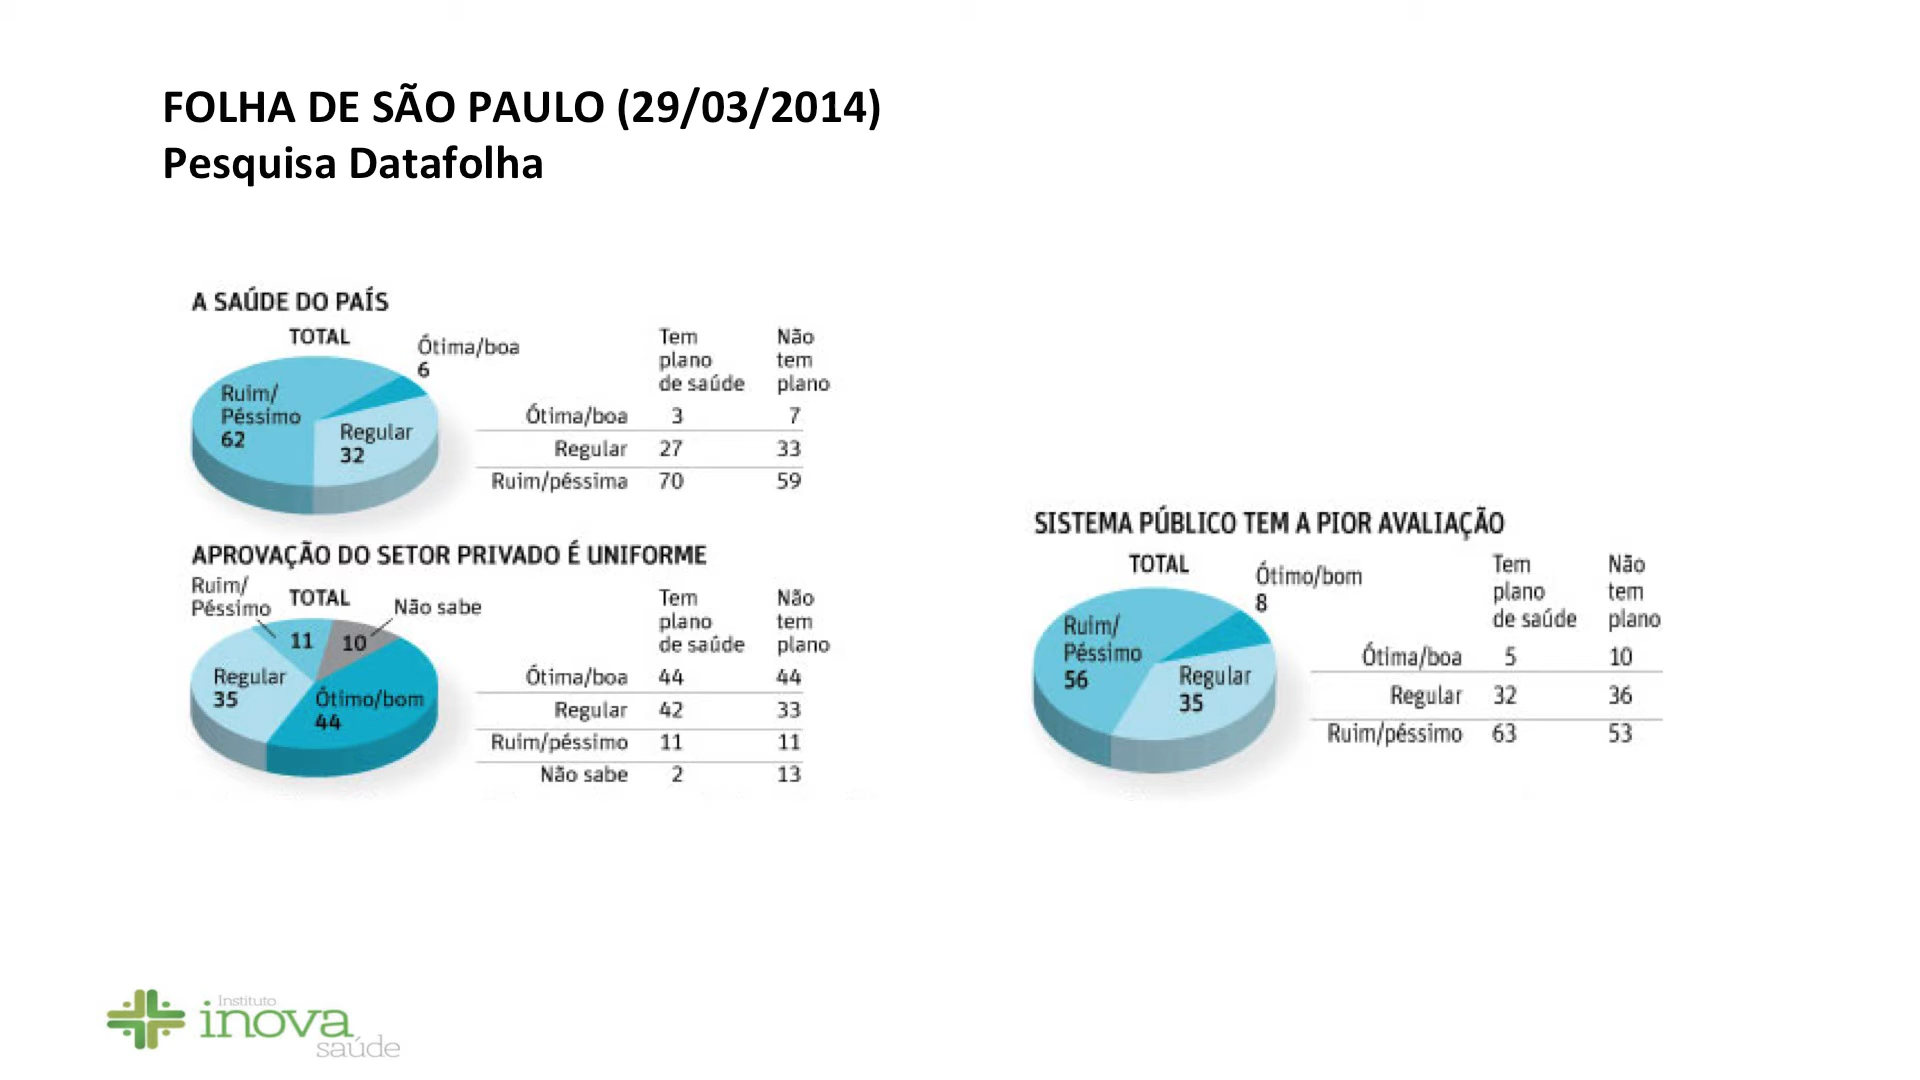 FOLHA DE SÃO PAULO (29/03/2014)
Pesquisa Datafolha
A SAÚDE DO PAÍS
TOTAL
Ótima/boa
6
Ruim/
Péssimo
62
Regular
32
Tem
plano
de saúde
Não
tem
plano
Ótima/boa 3 7
Regular 27 33
Ruim/péssima 70 59
APROVAÇÃO DO SETOR PRIVADO É UNIFORME
Ruim/
Péssimo
TOTAL
Não sabe
11
10
Regular
35
Ótimo/bom
44
Tem
plano
de saúde
Não
tem
plano
Ótima/boa 44 44
Regular 42 33
Ruim/péssimo 11 11
Não sabe 2 13
SISTEMA PÚBLICO TEM A PIOR AVALIAÇÃO
TOTAL
Ótimo/bom
8
Ruim/
Péssimo
56
Regular
35
Tem
plano
de saúde
Não
tem
plano
Ótima/boa 5 10
Regular 32 36
Ruim/péssimo 63 53
Instituto
inova
saúde